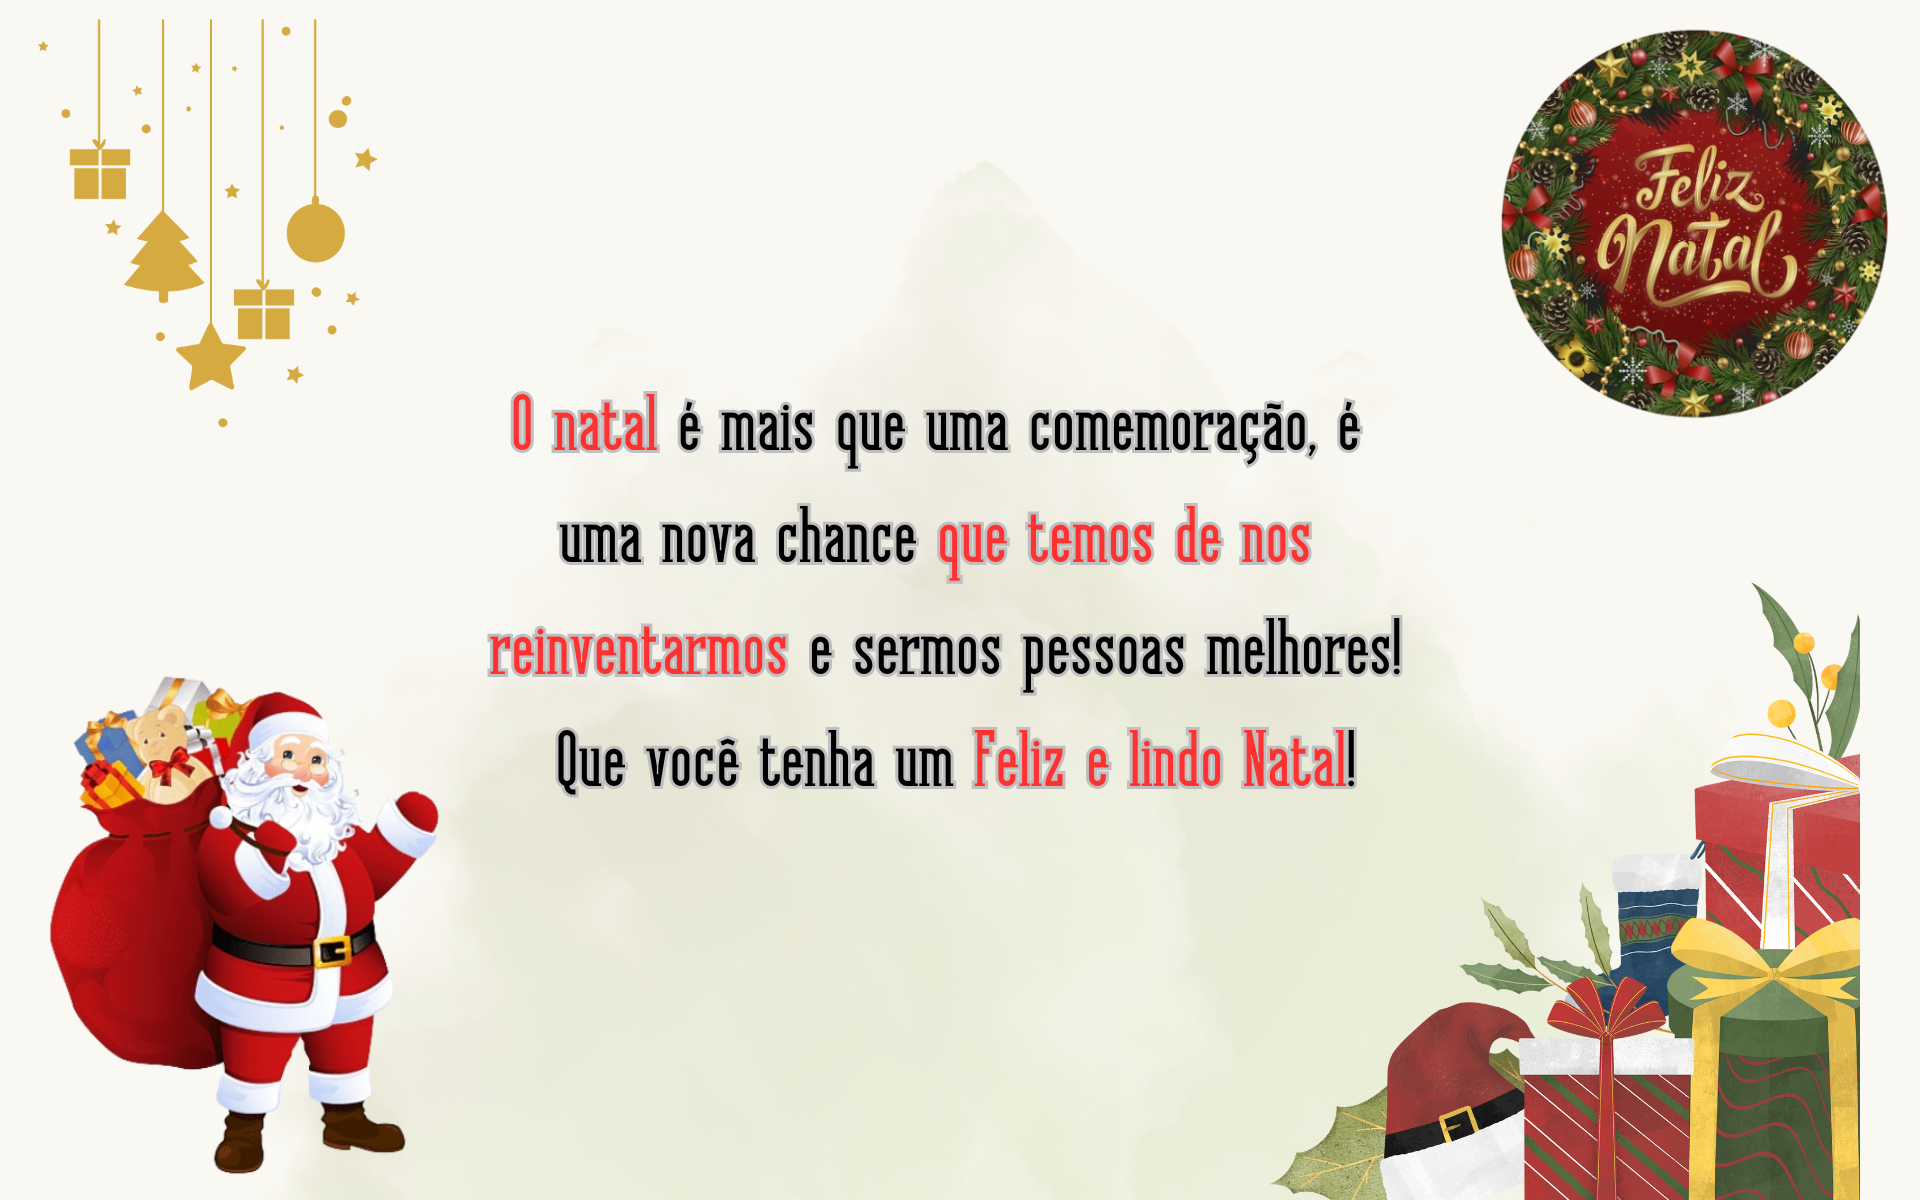 Feliz
Natal
O natal é mais que uma comemoração, é
uma nova chance que temos de nos
reinventarmos e sermos pessoas melhores!
Que você tenha um Feliz e lindo Natal!